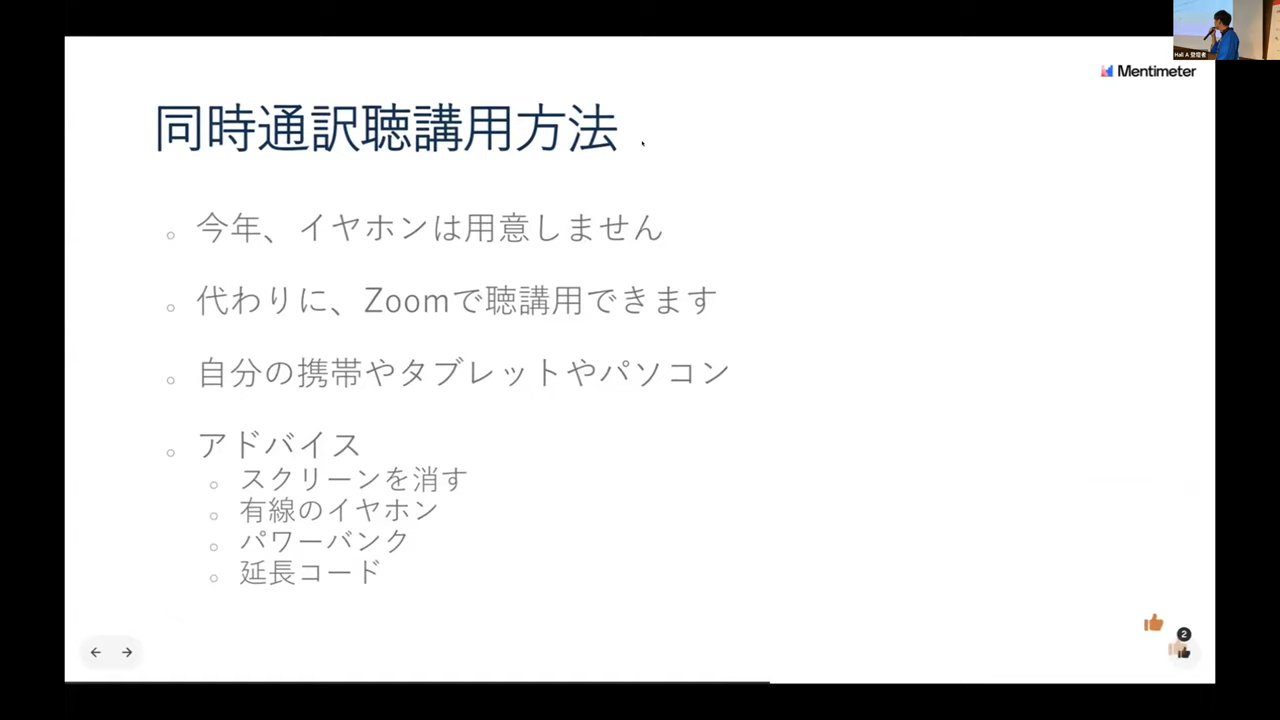 Hall A 登壇者
Mentimeter
同時通訳聴講用方法
今年、イヤホンは用意しません
代わりに、Zoomで聴講用できます
自分の携帯やタブレットやパソコン
アドバイス
スクリーンを消す
有線のイヤホン
パワーバンク
延長コード
2